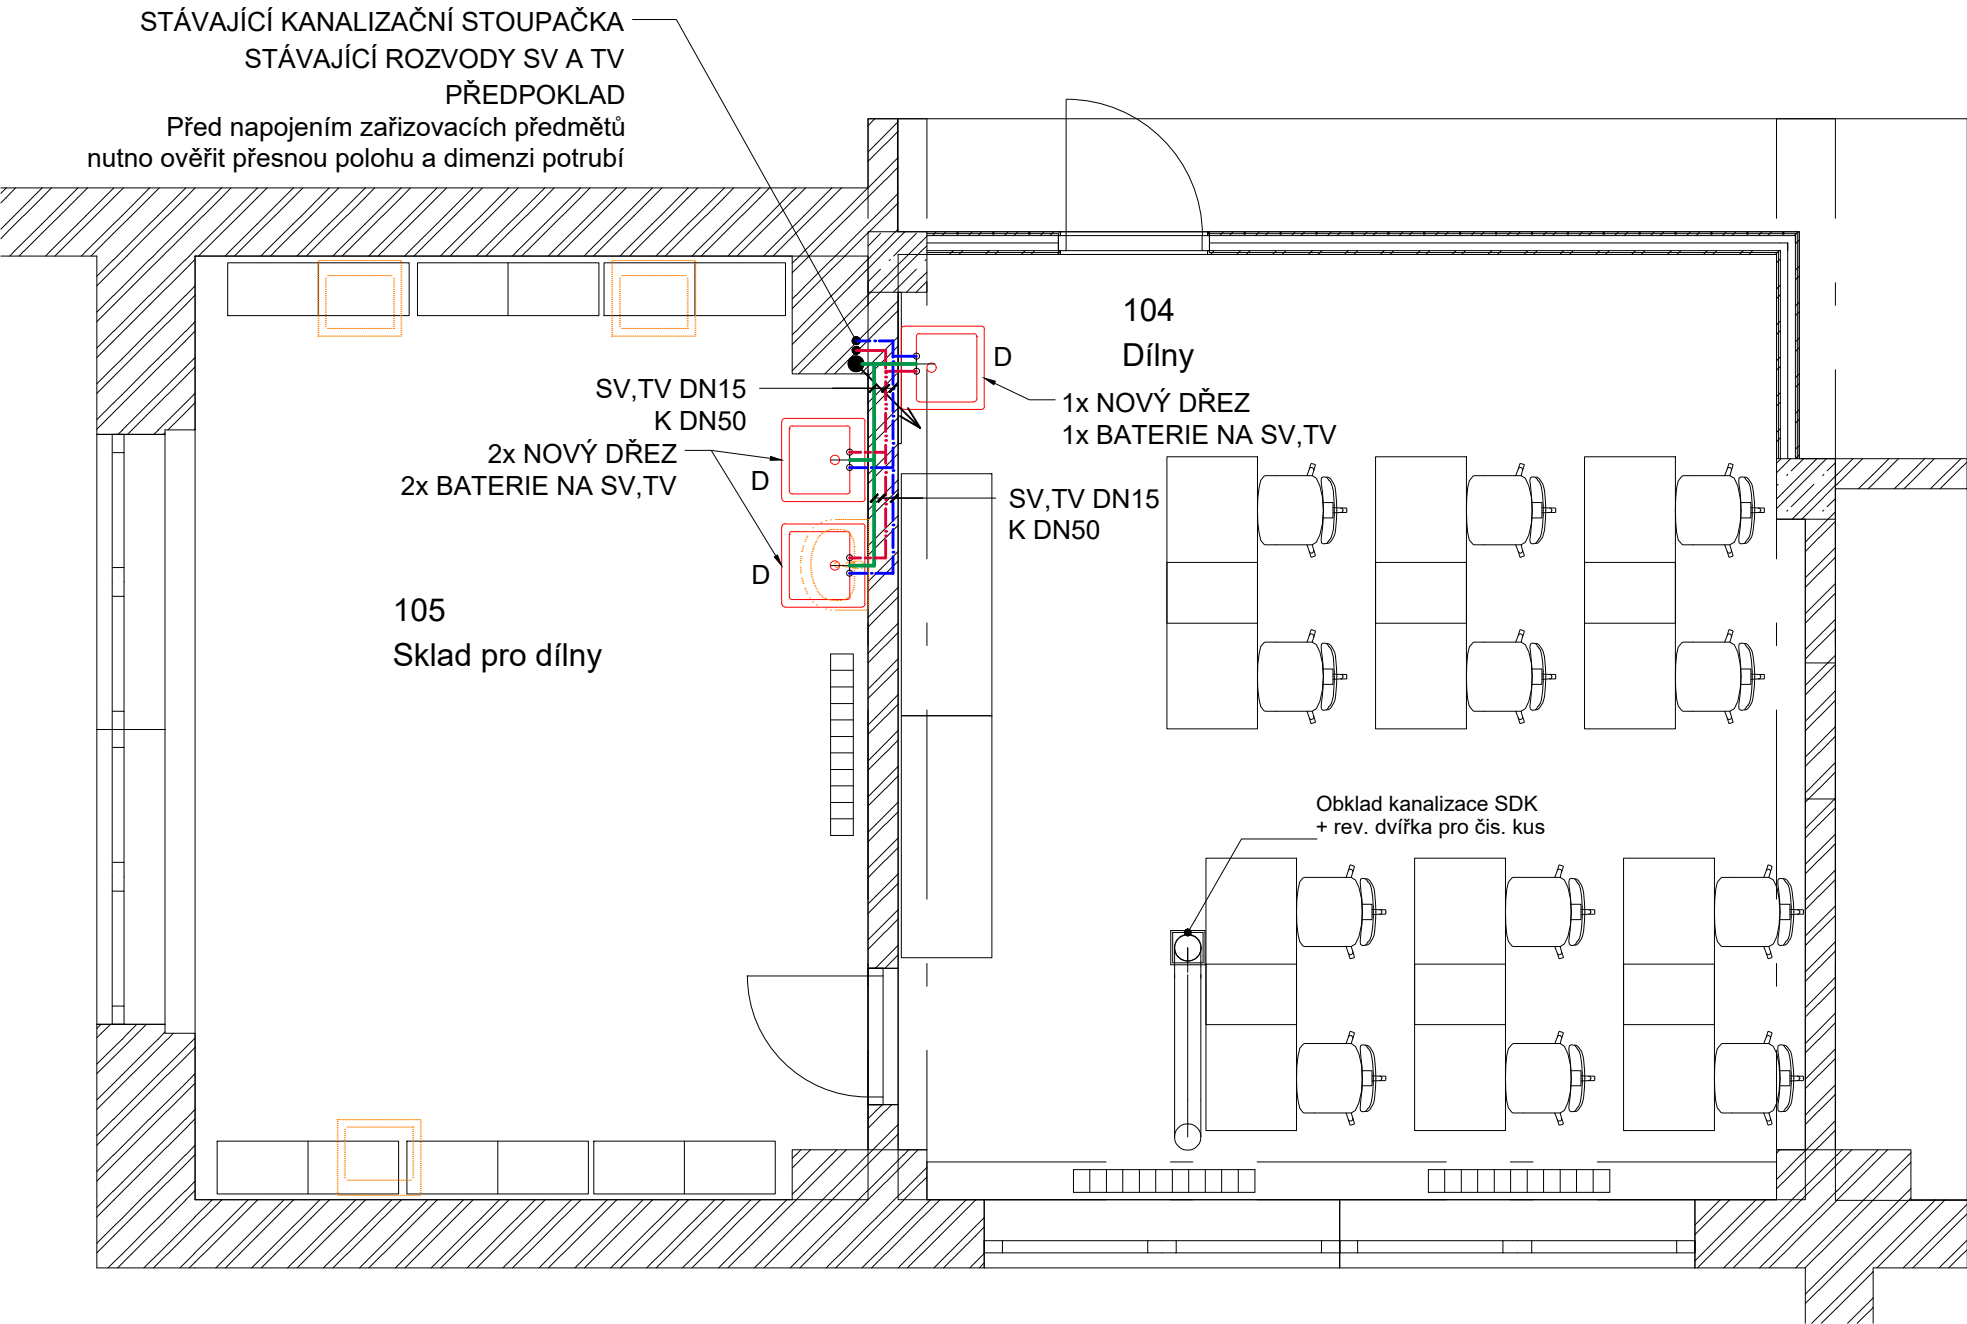 STÁVAJÍCÍ KANALIZAČNÍ STOUPAČKA
STÁVAJÍCÍ ROZVODY SV A TV
PŘEDPOKLAD
Před napojením zařizovacích předmětů
nutno ověřit přesnou polohu a dimenzi potrubí
104
Dílny
D
1x NOVÝ DŘEZ
1x BATERIE NA SV,TV
SV,TV DN15
K DN50
2x NOVÝ DŘEZ
2x BATERIE NA SV,TV
D
D
SV,TV DN15
K DN50
105
Sklad pro dílny
Obklad kanalizace SDK
+ rev. dvířka pro čis. kus